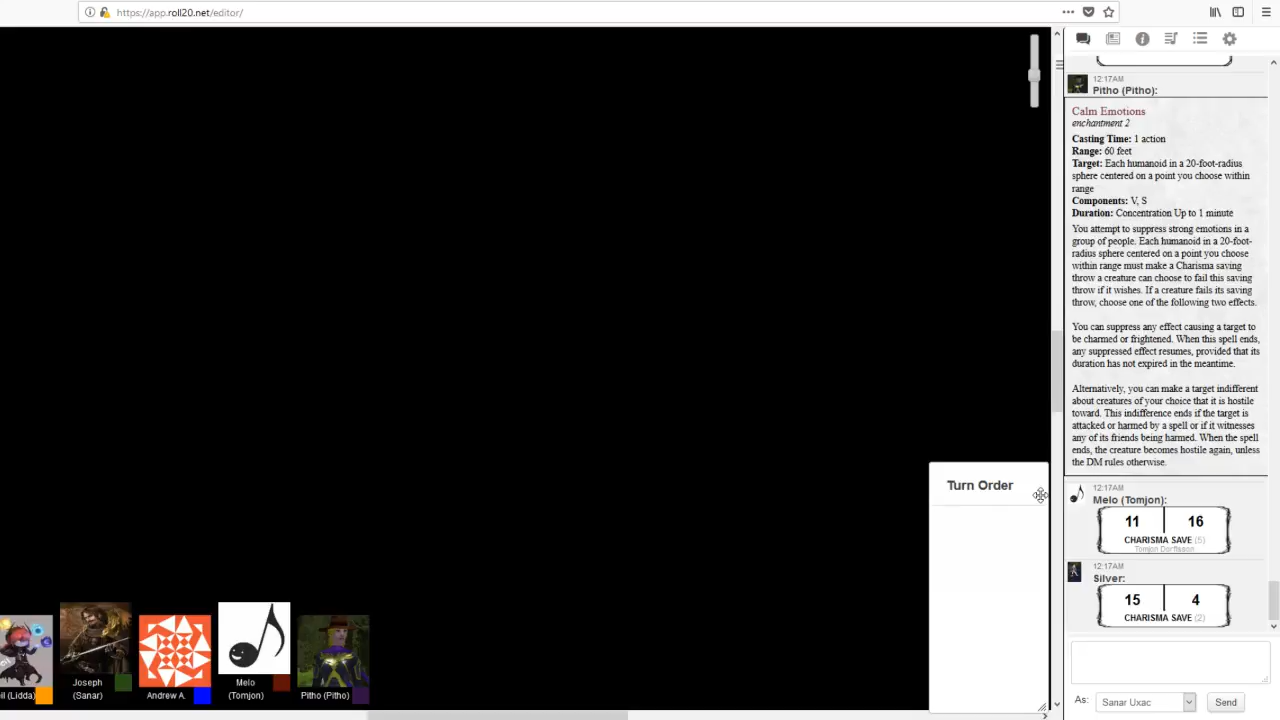 https://app.roll20.net/editor/
12:17AM
Pitho (Pitho):
Calm Emotions
enchantment 2
Casting Time: 1 action
Range: 60 feet
Target: Each humanoid in a 20-foot-radius
sphere centered on a point you choose within
range
Components: V, S
Duration: Concentration Up to 1 minute
You attempt to suppress strong emotions in a
group of people. Each humanoid in a 20-foot-
radius sphere centered on a point you choose
within range must make a Charisma saving
throw a creature can choose to fail this saving
throw if it wishes. If a creature fails its saving
throw, choose one of the following two effects.
You can suppress any effect causing a target to
be charmed or frightened. When this spell ends,
any suppressed effect resumes, provided that its
duration has not expired in the meantime.
Alternatively, you can make a target indifferent
about creatures of your choice that it is hostile
toward. This indifference ends if the target is
attacked or harmed by a spell or if it witnesses
any of its friends being harmed. When the spell
ends, the creature becomes hostile again, unless
the DM rules otherwise.
12:17AM
Melo (Tomjon):
11 16
CHARISMA SAVE (5)
Tomjon Dorfsson
12:17AM
Silver:
15 4
CHARISMA SAVE (2)
Turn Order
il (Lidda)
Joseph
(Sanar)
Andrew A.
Melo
(Tomjon)
Pitho (Pitho)
As: Sanar Uxac Send